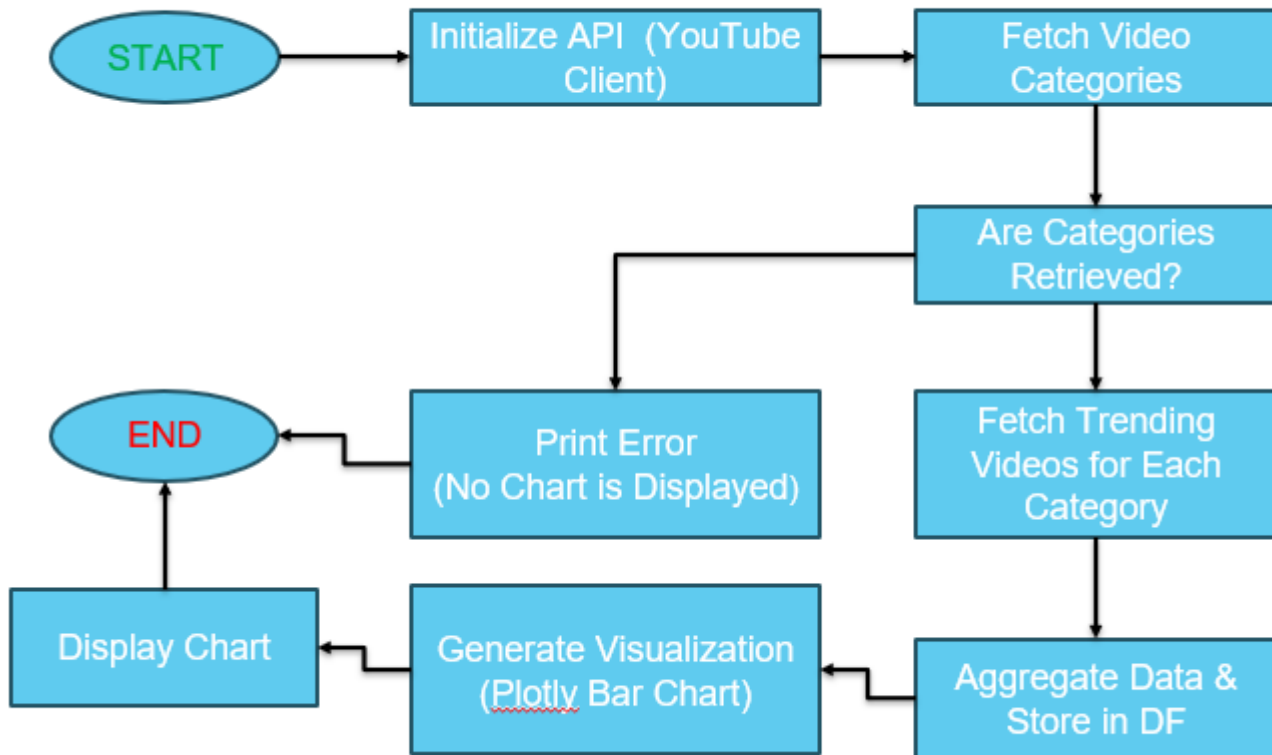 START
Initialize API (YouTube
Client)
Fetch Video
Categories
Are Categories
Retrieved?
Fetch Trending
Videos for Each
Category
Print Error
(No Chart is Displayed)
END
Aggregate Data &
Store in DF
Generate Visualization
(Plotly Bar Chart)
Display Chart